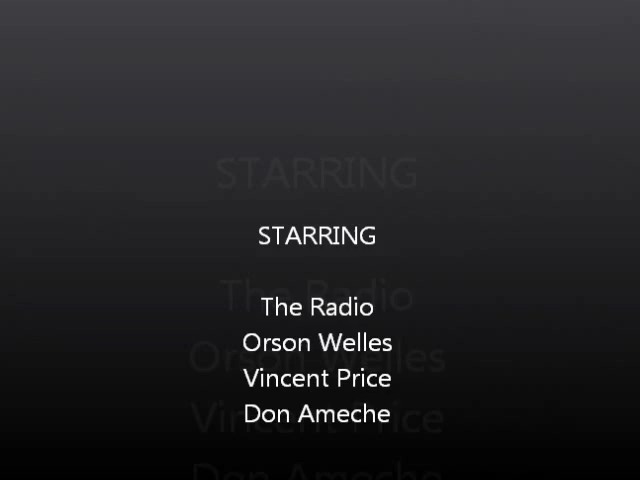 STARRING
The Radio
Orson Welles
Vincent Price
Don Ameche